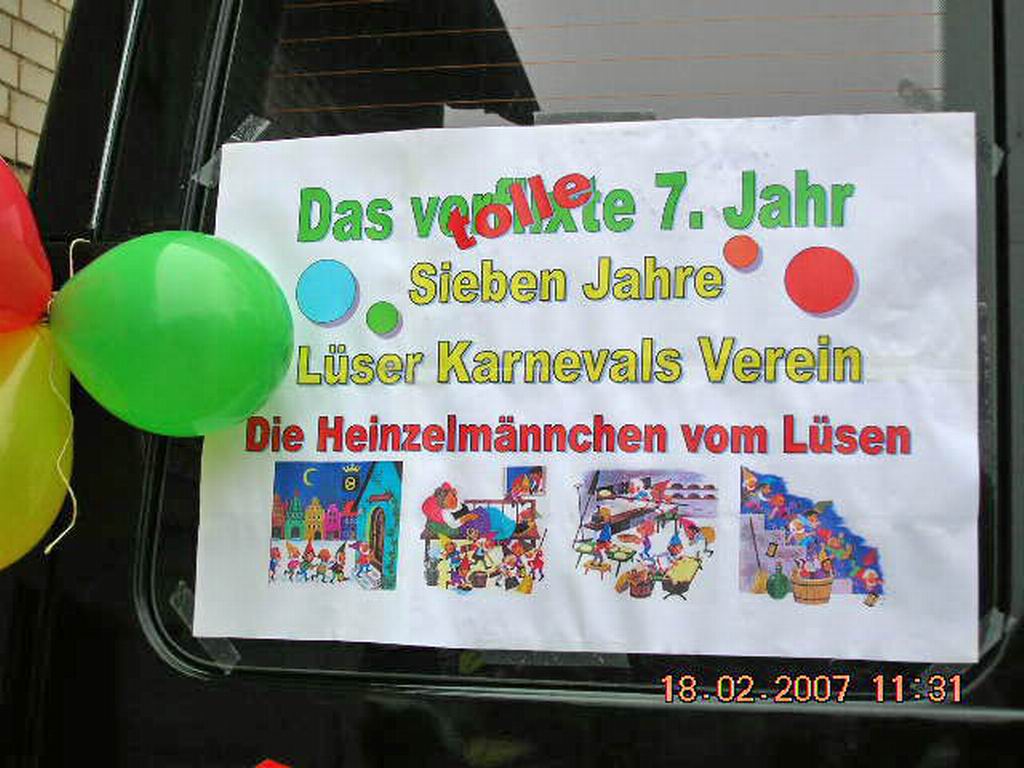 Das verflixte 7. Jahr
tolle
Sieben Jahre
Lüser Karnevals Verein
Die Heinzelmännchen vom Lüsen
18.02.2007 11:31